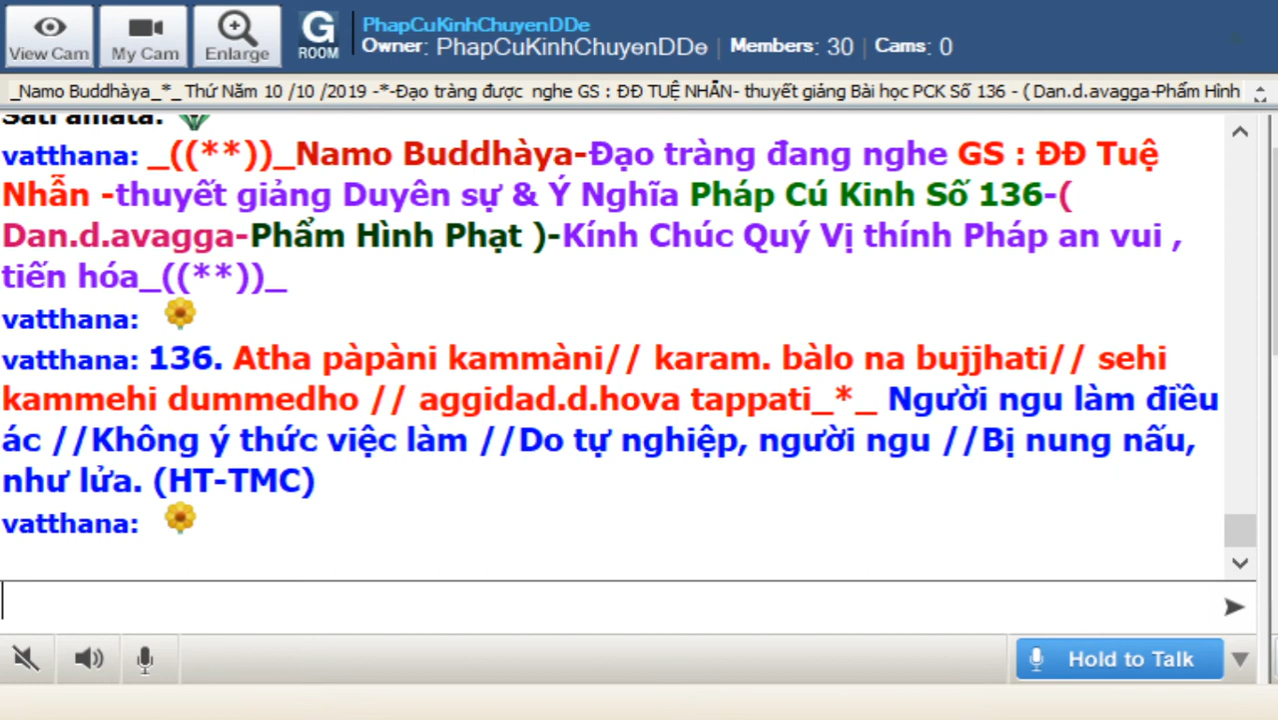 View Cam
My Cam
Enlarge
G
ROOM
PhapCuKinhChuyenDDe
Owner: PhapCuKinhChuyenDDe | Members: 30 | Cams: 0
_Namo Buddhàya_*_ Thứ Năm 10 /10 /2019 -*-Đạo tràng được nghe GS : ĐĐ TUỆ NHẪN- thuyết giảng Bài học PCK Số 136 - ( Dan.d.avagga-Phẩm Hình
Sati amata:
vatthana: _((**))_Namo Buddhàya-Đạo tràng đang nghe GS : ĐĐ Tuệ
Nhẫn -thuyết giảng Duyên sự & Ý Nghĩa Pháp Cú Kinh Số 136-(
Dan.d.avagga-Phẩm Hình Phạt )-Kính Chúc Quý Vị thính Pháp an vui ,
tiến hóa_((**))_
vatthana:
vatthana: 136. Atha pàpàni kammàni// karam. bàlo na bujjhati// sehi
kammehi dummedho // aggidad.d.hova tappati_*_ Người ngu làm điều
ác //Không ý thức việc làm //Do tự nghiệp, người ngu //Bị nung nấu,
như lửa. (HT-TMC)
vatthana:
Hold to Talk